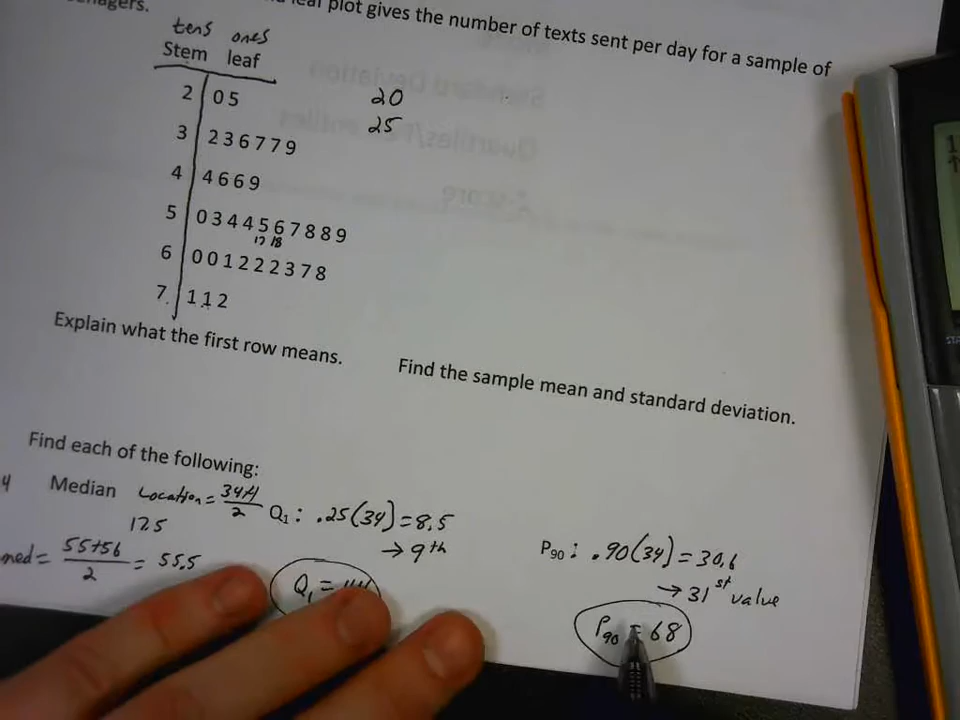 leaf plot gives the number of texts sent per day for a sample of
tens ones
Stem leaf
2 0 5
3 2 3 6 7 7 9
4 4 6 6 9
5 0 3 4 4 5 6 7 8 8 9
17 18
6 0 0 1 2 2 2 3 7 8
7 1 1 2
20
25
Explain what the first row means.
Find the sample mean and standard deviation.
Find each of the following:
4 Median Location = 34+1/2
17.5
med = 55+56/2 = 55.5
Q1: .25(34) = 8.5
→ 9th
Q1 = 44
P90: .90(34) = 30.6
→ 31st value
P90 = 68